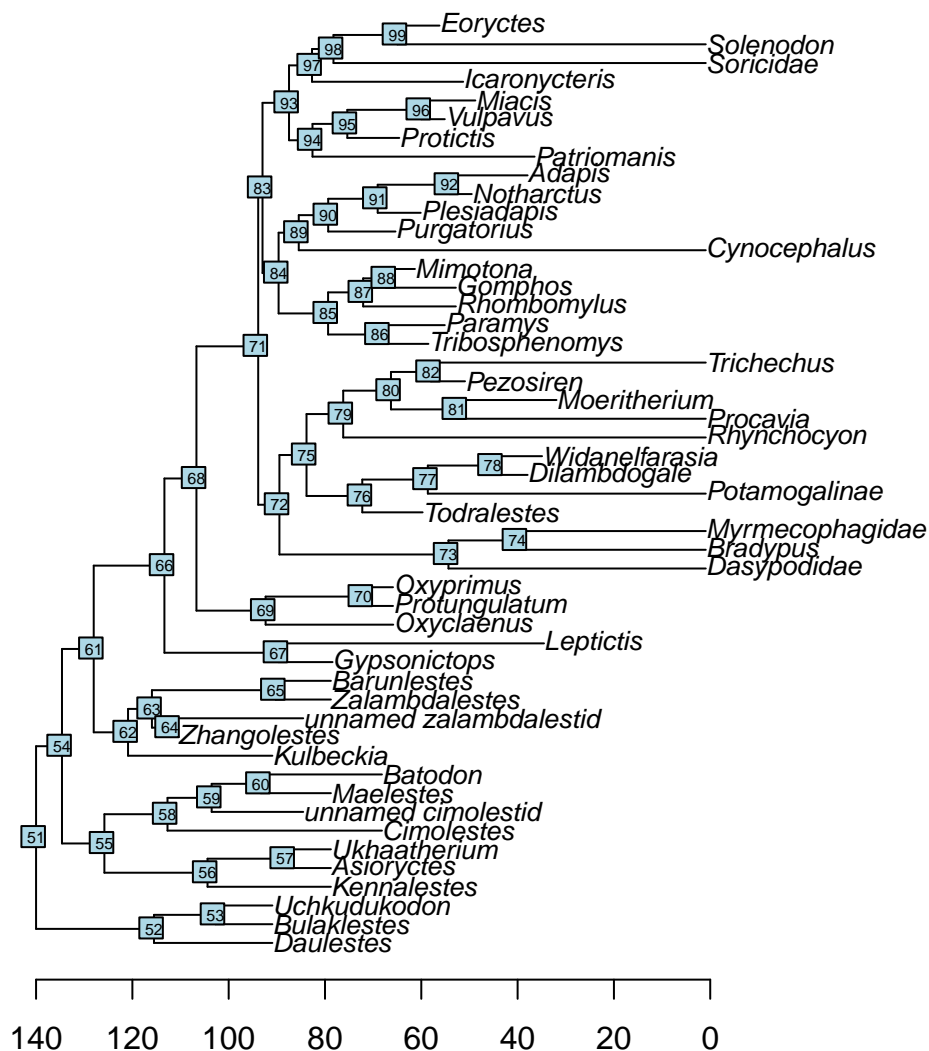 Eoryctes
99
Solenodon
98
Soricidae
97
Icaronycteris
93
Miacis
96
Vulpavus
95
Protictis
94
Patriomanis
Adapis
83
92
Notharctus
91
Plesiadapis
90
Purgatorius
89
Cynocephalus
84
Mimotona
88
Gomphos
87
Rhombomylus
85
Paramys
86
Tribosphenomys
71
Trichechus
82
Pezosiren
80
Moeritherium
81
Procavia
79
Rhynchocyon
75
Widanelfarasia
78
Dilambdogale
77
68
Potamogalinae
76
72
Todralestes
Myrmecophagidae
74
Bradypus
73
Dasypodidae
66
Oxyprimus
70
Protungulatum
69
Oxyclaenus
Leptictis
61
67
Gypsonictops
Barunlestes
65
Zalambdalestes
63
unnamed zalambdalestid
64
62
Zhangolestes
54
Kulbeckia
Batodon
60
Maelestes
59
unnamed cimolestid
58
Cimolestes
51
55
Ukhaatherium
57
Asioryctes
56
Kennalestes
Uchkudukodon
53
Bulaklestes
52
Daulestes
140 120 100 80 60 40 20 0